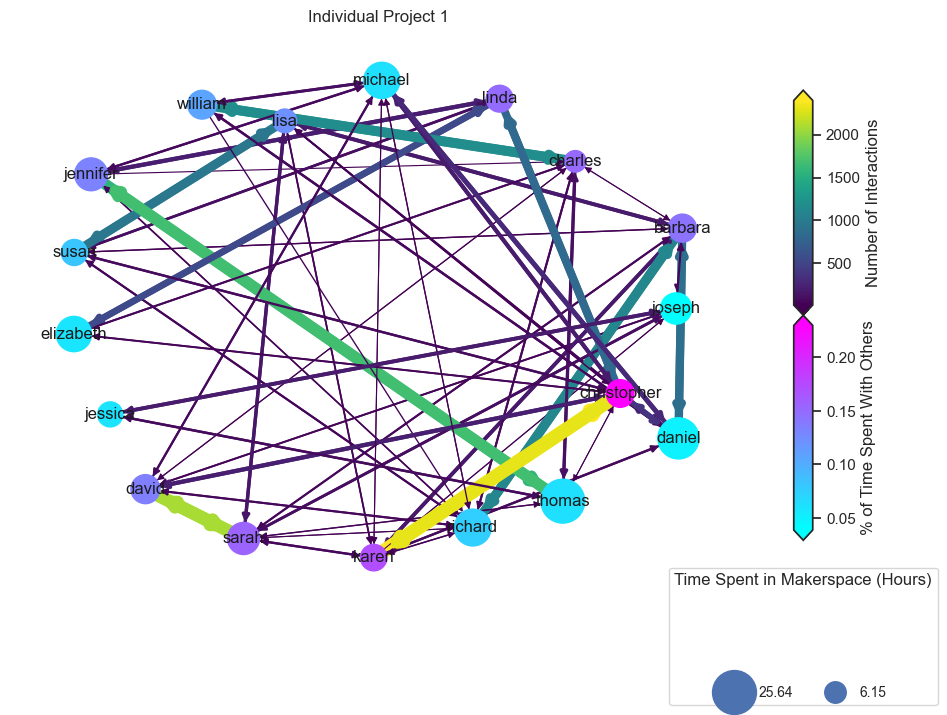 Individual Project 1
michael
linda
william
lisa
charles
jennifer
barbara
susan
joseph
elizabeth
christopher
jessic
daniel
david
thomas
sarah
richard
karen
2000
1500
1000
500
Number of Interactions
0.20
0.15
0.10
0.05
% of Time Spent With Others
Time Spent in Makerspace (Hours)
25.64
6.15